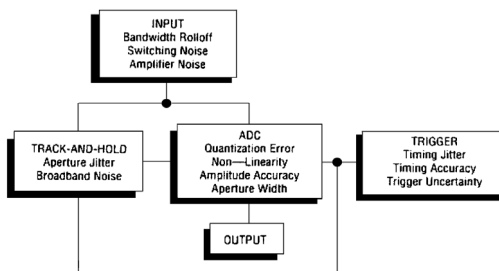 INPUT
Bandwidth Rolloff
Switching Noise
Amplifier Noise
TRACK-AND-HOLD
Aperture Jitter
Broadband Noise
ADC
Quantization Error
Non—Linearity
Amplitude Accuracy
Aperture Width
TRIGGER
Timing Jitter
Timing Accuracy
Trigger Uncertainty
OUTPUT